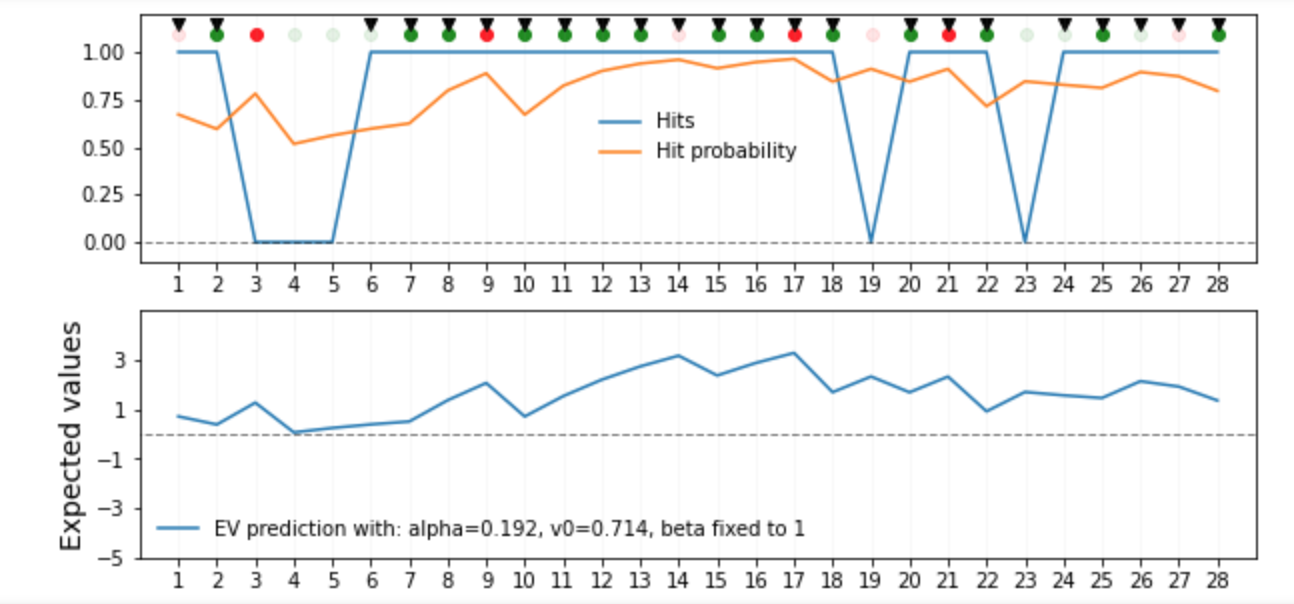 1.00
0.75
0.50
0.25
0.00
Hits
Hit probability
1 2 3 4 5 6 7 8 9 10 11 12 13 14 15 16 17 18 19 20 21 22 23 24 25 26 27 28
Expected values
3
1
−1
−3
−5
EV prediction with: alpha=0.192, v0=0.714, beta fixed to 1
1 2 3 4 5 6 7 8 9 10 11 12 13 14 15 16 17 18 19 20 21 22 23 24 25 26 27 28